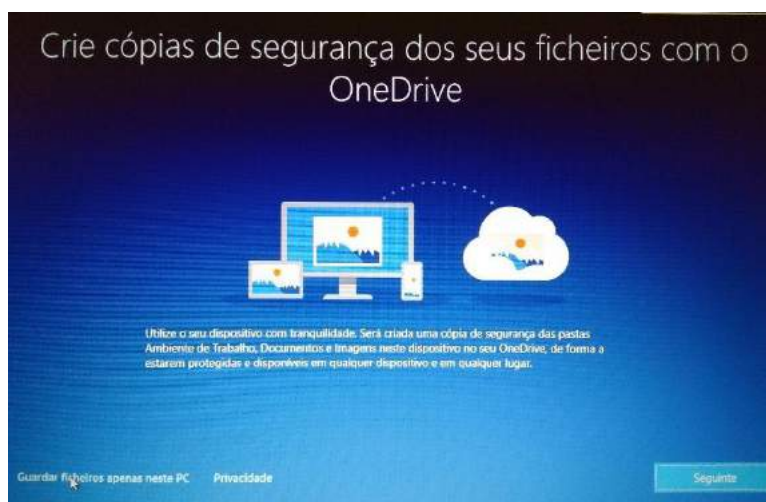 Crie cópias de segurança dos seus ficheiros com o
OneDrive
Utilize o seu dispositivo com tranquilidade. Será criada uma cópia de segurança das pastas
Ambiente de Trabalho, Documentos e Imagens neste dispositivo no seu OneDrive, de forma a
estarem protegidas e disponíveis em qualquer dispositivo e em qualquer lugar.
Guardar ficheiros apenas neste PC Privacidade Seguinte